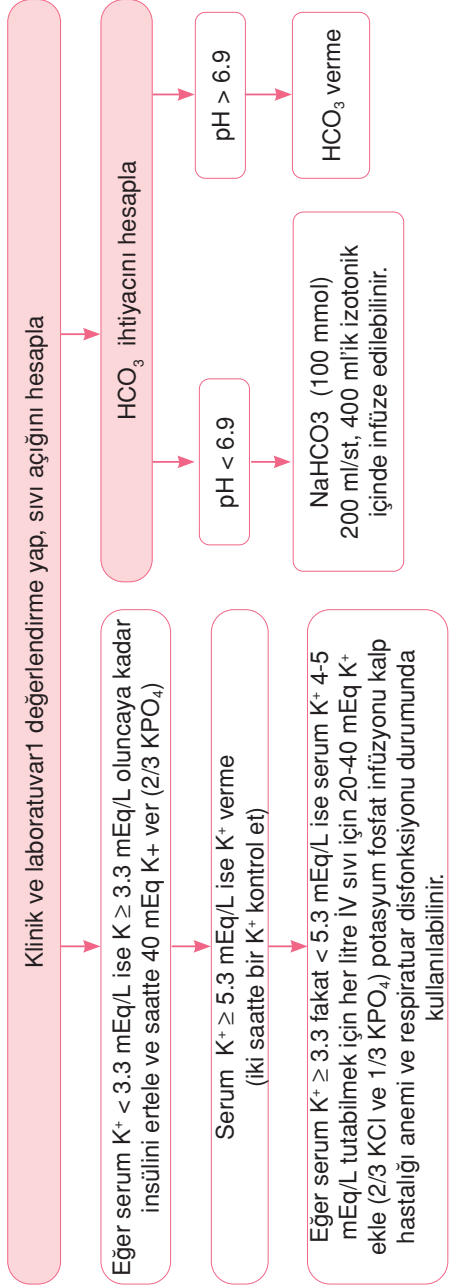 Klinik ve laboratuvar1 değerlendirme yap, sıvı açığını hesapla
Eğer serum K⁺ < 3.3 mEq/L ise K ≥ 3.3 mEq/L oluncaya kadar
insülini ertele ve saatte 40 mEq K+ ver (2/3 KPO₄)
Serum K⁺ ≥ 5.3 mEq/L ise K⁺ verme
(iki saatte bir K⁺ kontrol et)
Eğer serum K⁺ ≥ 3.3 fakat < 5.3 mEq/L ise serum K⁺ 4-5
mEq/L tutabilmek için her litre İV sıvı için 20-40 mEq K⁺
ekle (2/3 KCl ve 1/3 KPO₄) potasyum fosfat infüzyonu kalp
hastalığı anemi ve respiratuar disfonksiyonu durumunda
kullanılabilinir.
HCO₃ ihtiyacını hesapla
pH < 6.9
NaHCO3 (100 mmol)
200 ml/st, 400 ml'ik izotonik
içinde infüze edilebilinir.
pH > 6.9
HCO₃ verme